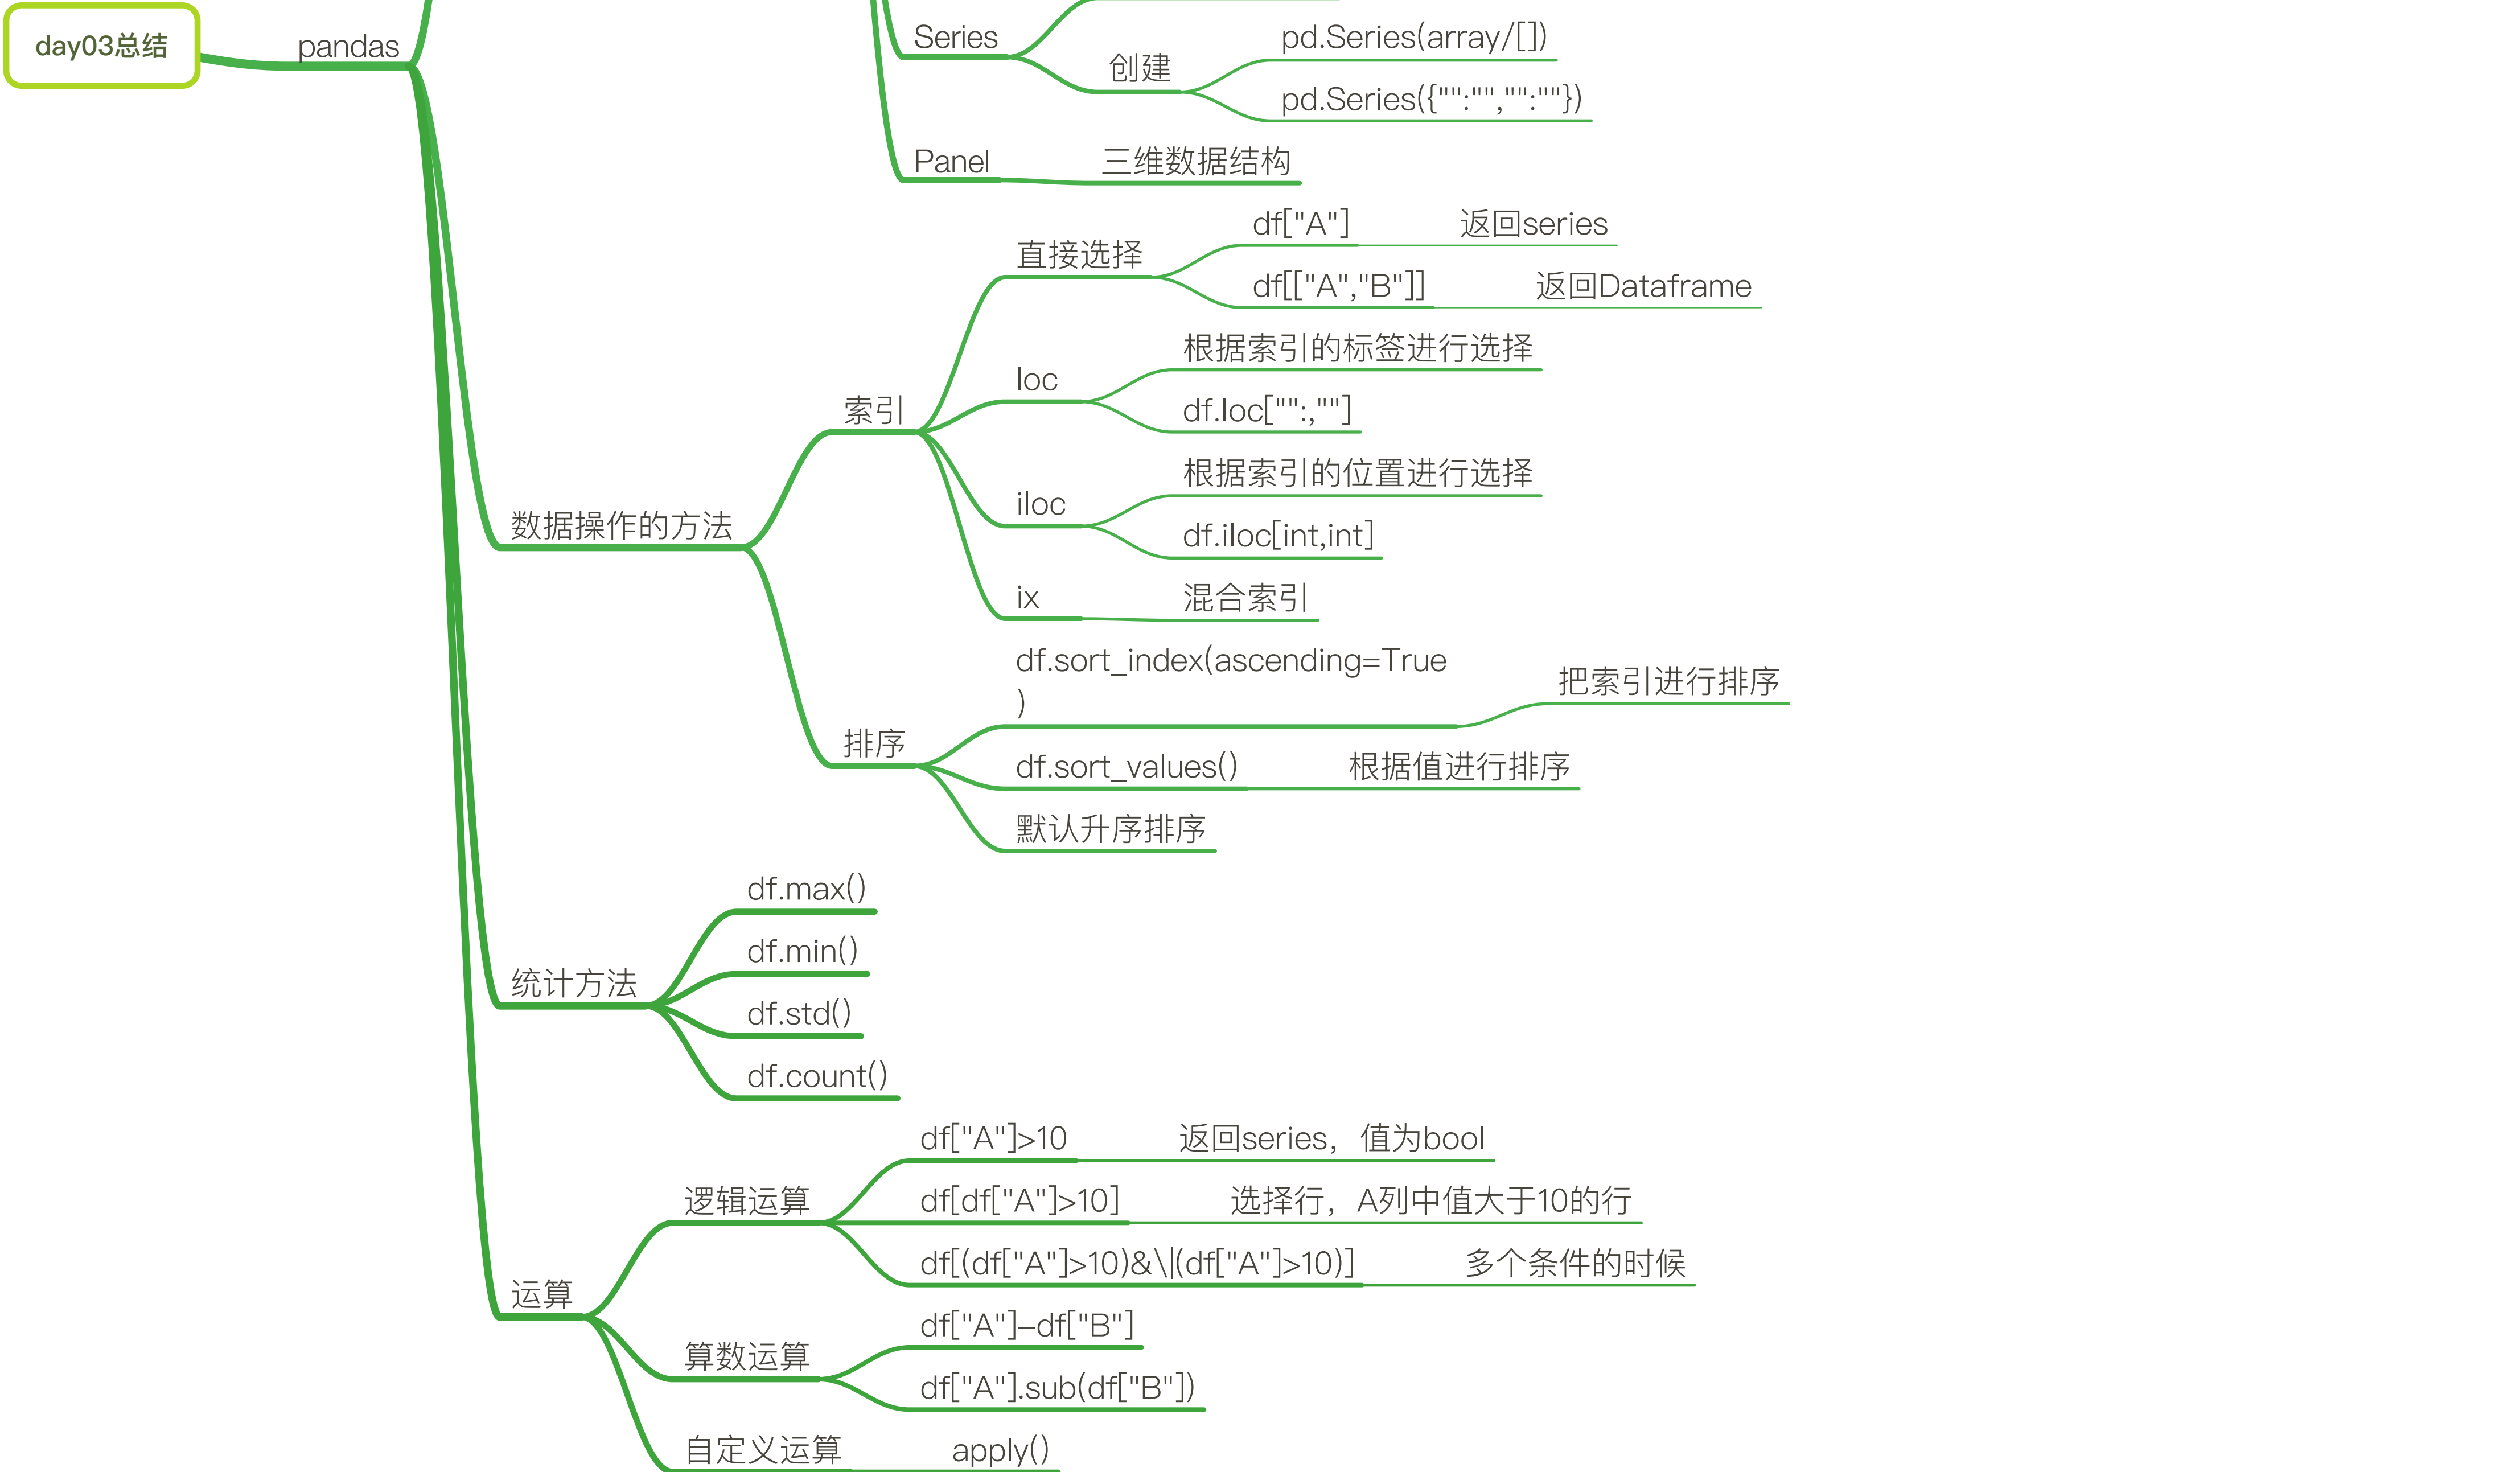 day03总结
pandas
Series
创建
pd.Series(array/[])
pd.Series({"":"","":""})
Panel
三维数据结构
数据操作的方法
索引
直接选择
df["A"]
返回series
df[["A","B"]]
返回Dataframe
loc
根据索引的标签进行选择
df.loc["":,""]
iloc
根据索引的位置进行选择
df.iloc[int,int]
ix
混合索引
排序
df.sort_index(ascending=True
)
把索引进行排序
df.sort_values()
根据值进行排序
默认升序排序
统计方法
df.max()
df.min()
df.std()
df.count()
运算
逻辑运算
df["A"]>10
返回series，值为bool
df[df["A"]>10]
选择行，A列中值大于10的行
df[(df["A"]>10)&\|(df["A"]>10)]
多个条件的时候
算数运算
df["A"]-df["B"]
df["A"].sub(df["B"])
自定义运算
apply()